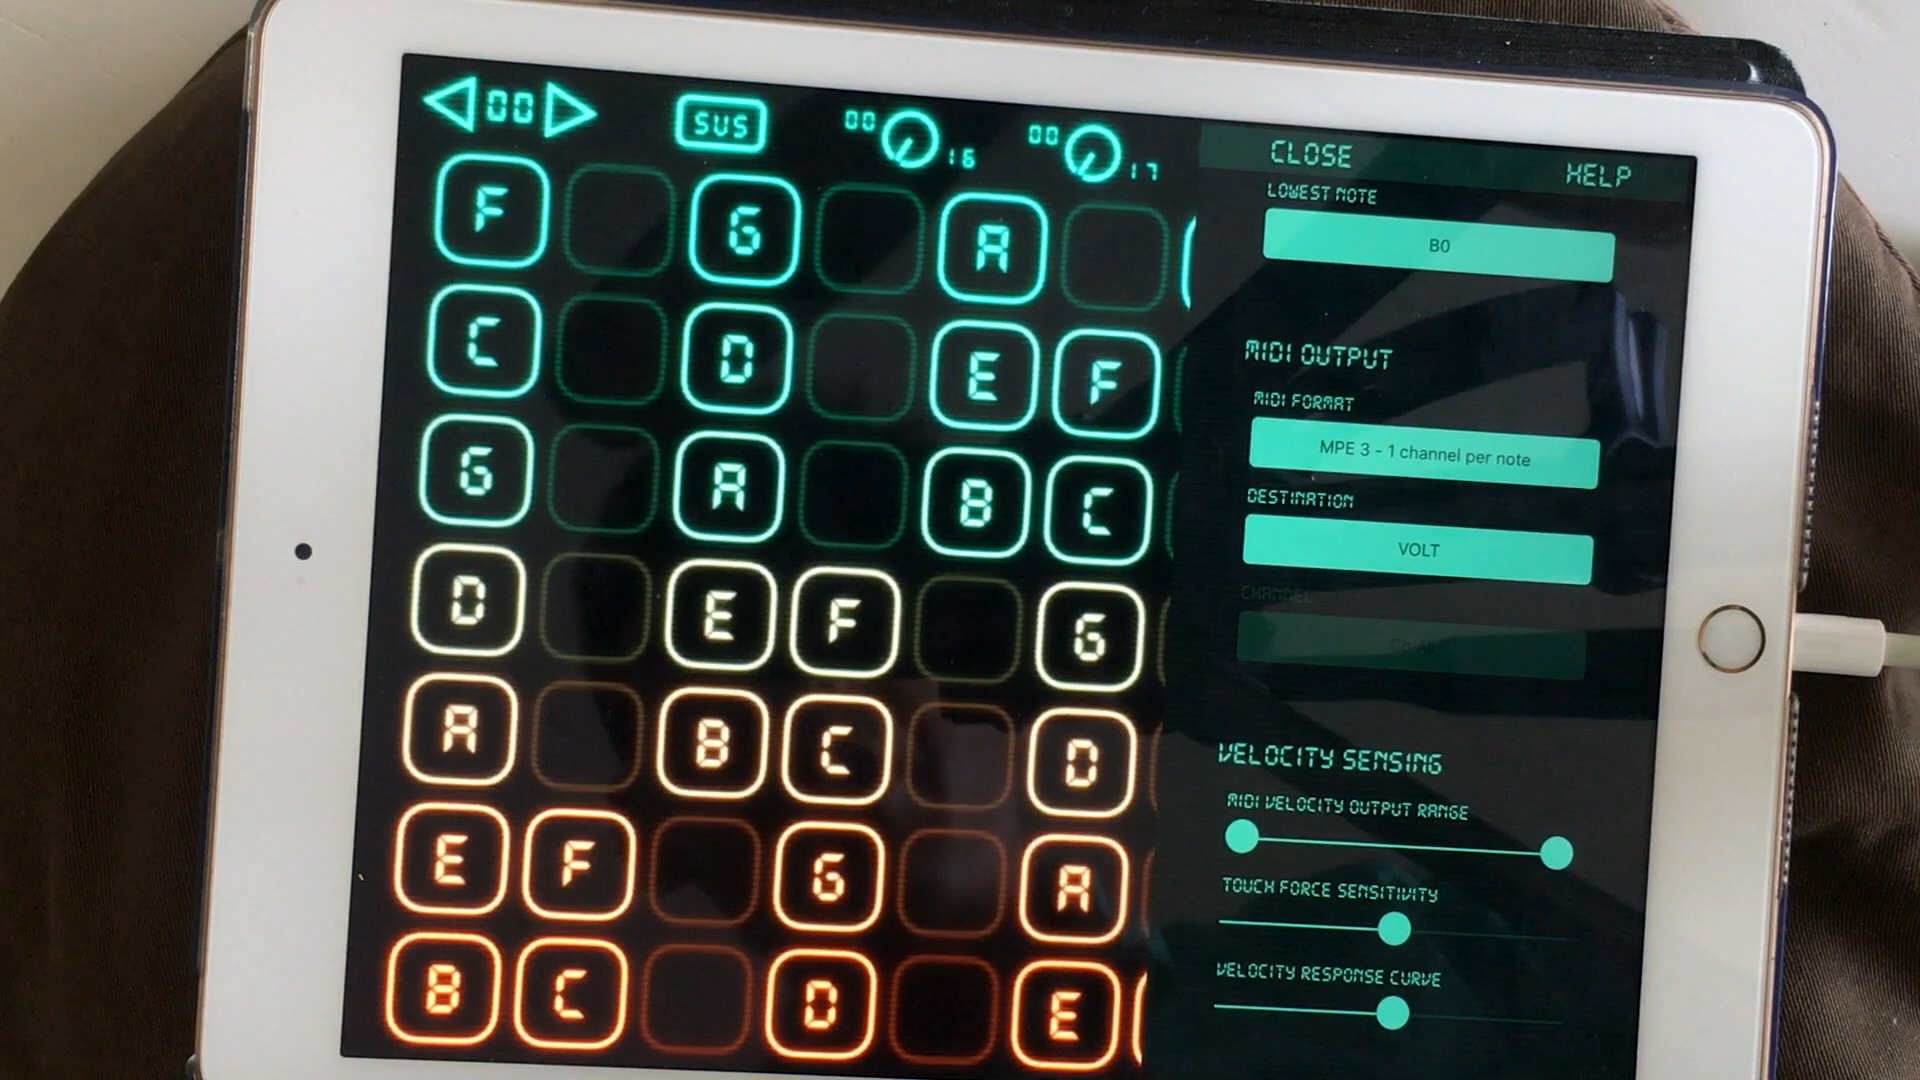 00 SUS 00 16 00 17
F G A
C D E F
G A B C
D E F G
A B C D
E F G A
B C D E
CLOSE HELP
LOWEST NOTE
B0
MIDI OUTPUT
MIDI FORMAT
MPE 3 - 1 channel per note
DESTINATION
VOLT
CHANNEL
VELOCITY SENSING
MIDI VELOCITY OUTPUT RANGE
TOUCH FORCE SENSITIVITY
VELOCITY RESPONSE CURVE